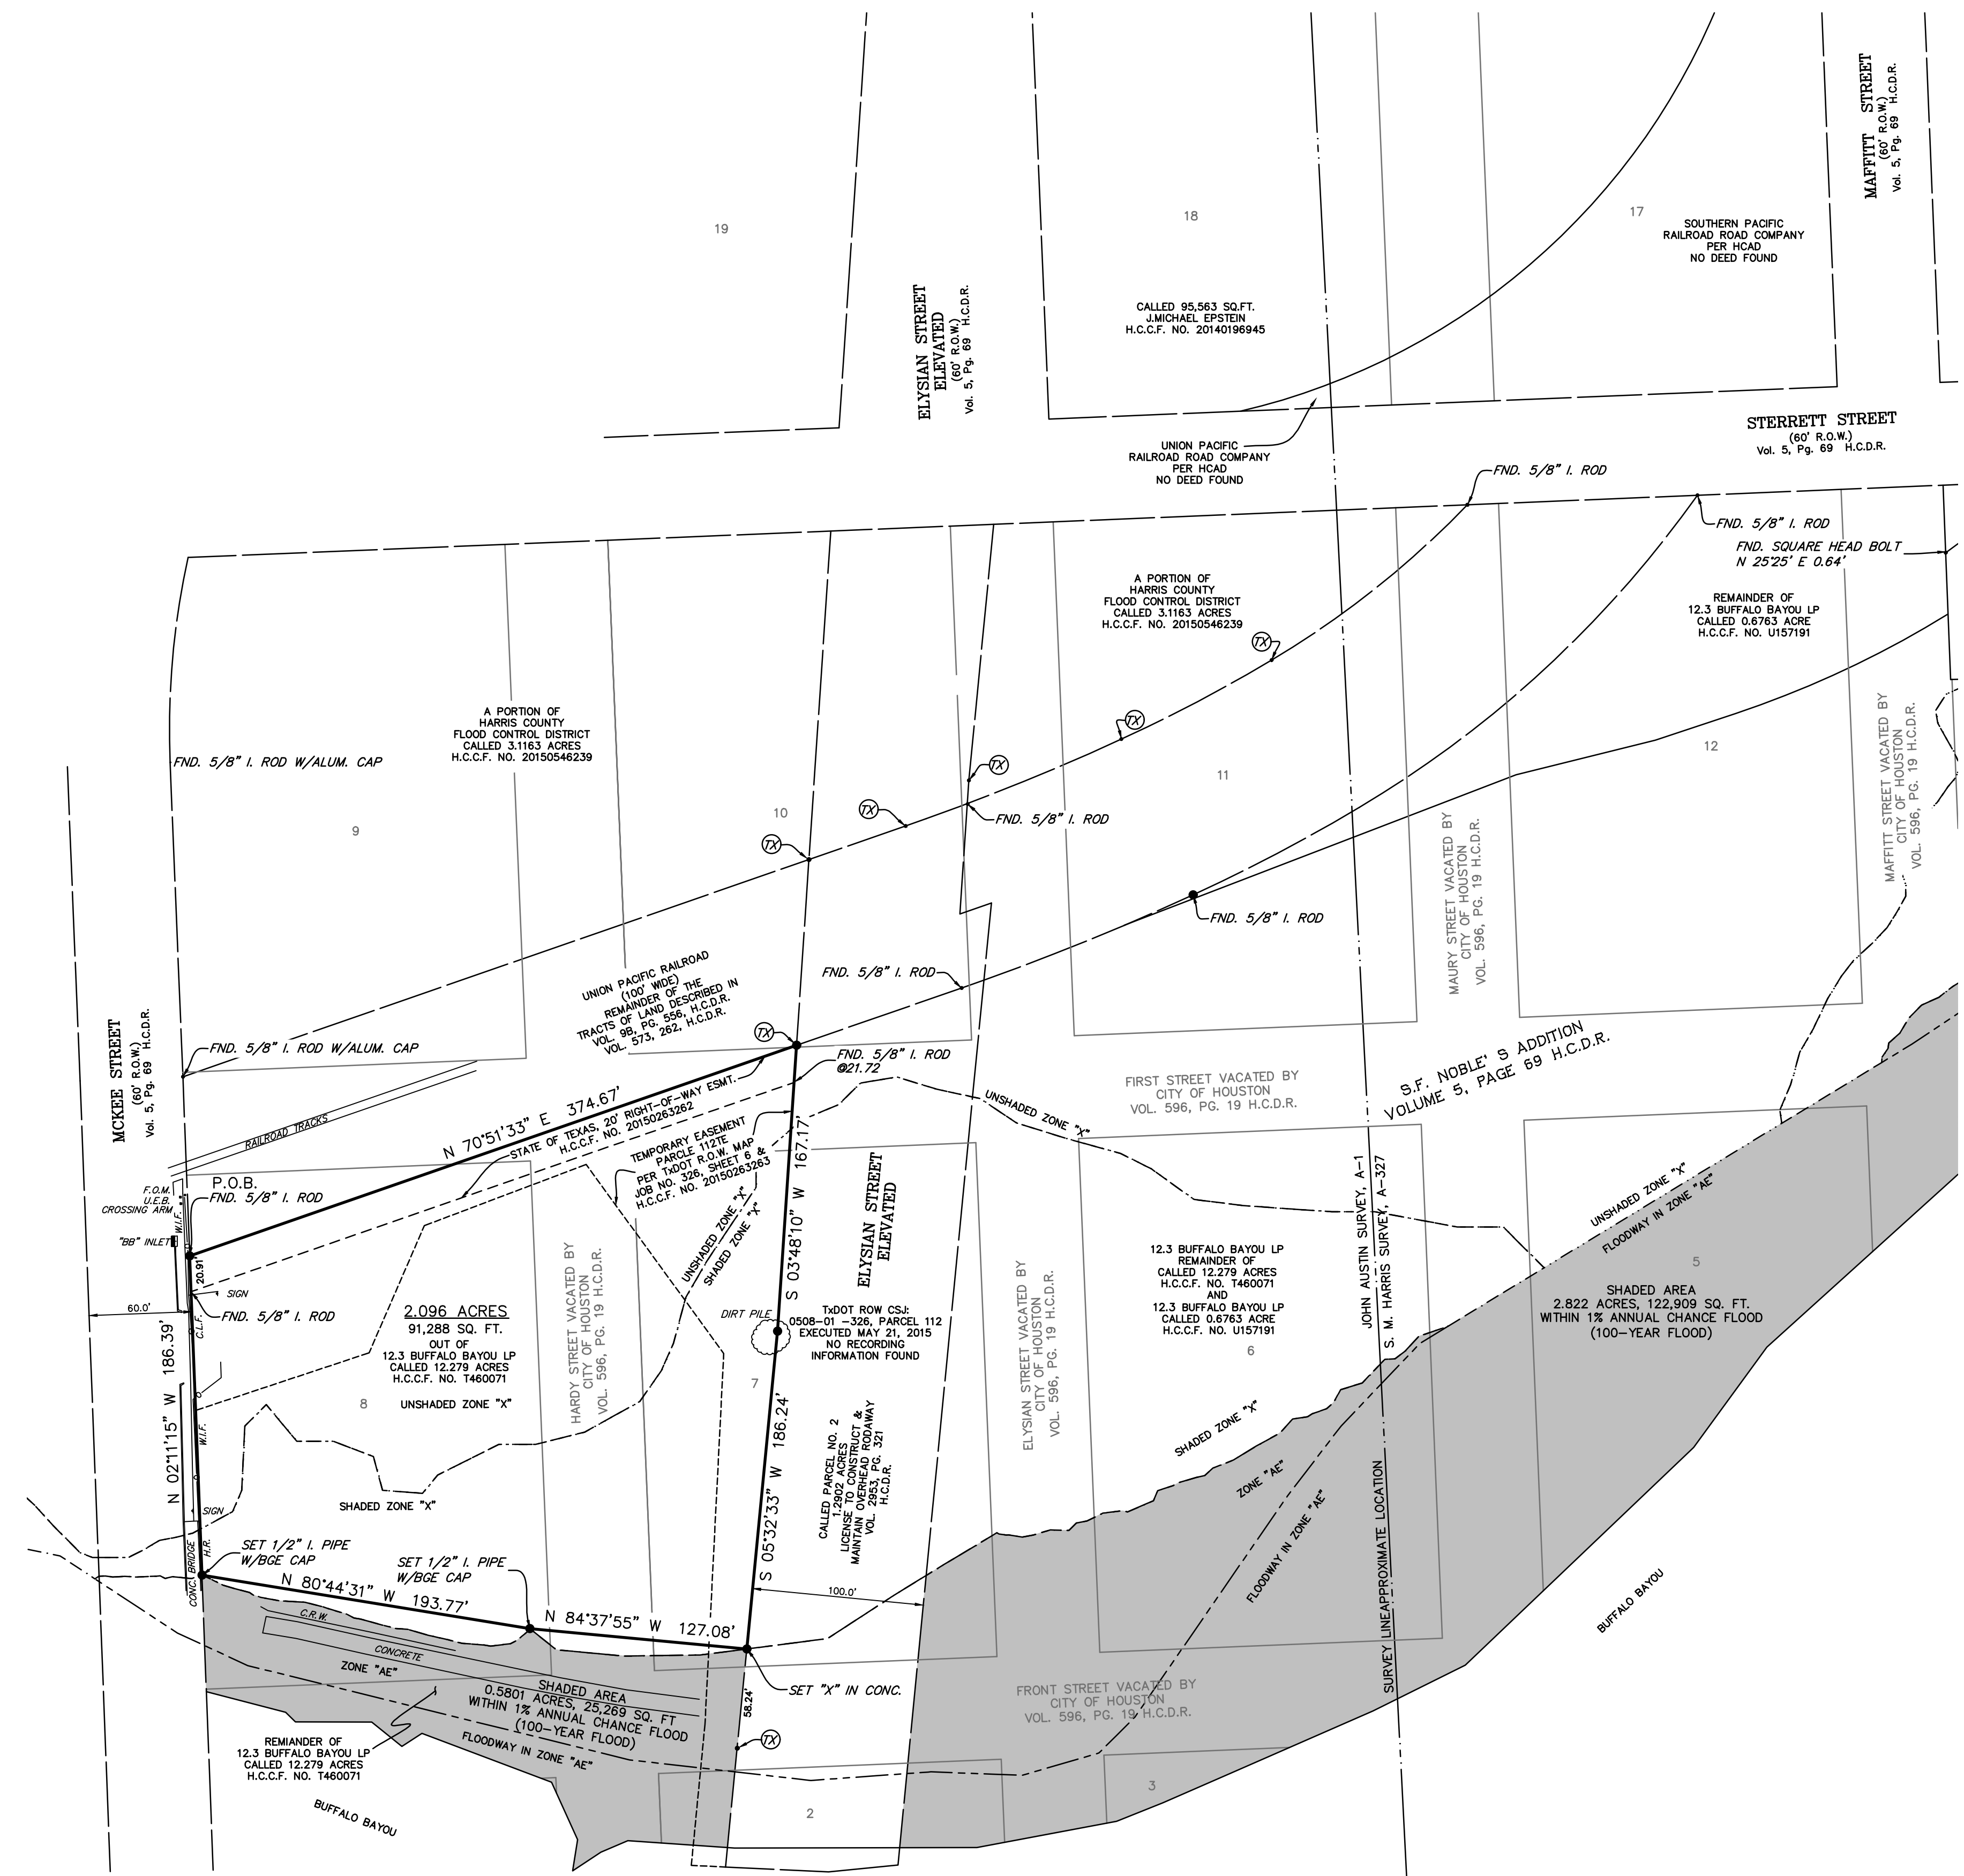 19
18
17
MAFFITT STREET
(60' R.O.W.)
Vol. 5, Pg. 69 H.C.D.R.
SOUTHERN PACIFIC
RAILROAD ROAD COMPANY
PER HCAD
NO DEED FOUND
ELYSIAN STREET
ELEVATED
(60' R.O.W.)
Vol. 5, Pg. 69 H.C.D.R.
CALLED 95,563 SQ.FT.
J.MICHAEL EPSTEIN
H.C.C.F. NO. 20140196945
STERRETT STREET
(60' R.O.W.)
Vol. 5, Pg. 69 H.C.D.R.
UNION PACIFIC
RAILROAD ROAD COMPANY
PER HCAD
NO DEED FOUND
FND. 5/8" I. ROD
FND. 5/8" I. ROD
FND. SQUARE HEAD BOLT
N 25°25' E 0.64'
A PORTION OF
HARRIS COUNTY
FLOOD CONTROL DISTRICT
CALLED 3.1163 ACRES
H.C.C.F. NO. 20150546239
REMAINDER OF
12.3 BUFFALO BAYOU LP
CALLED 0.6763 ACRE
H.C.C.F. NO. U157191
TX
A PORTION OF
HARRIS COUNTY
FLOOD CONTROL DISTRICT
CALLED 3.1163 ACRES
H.C.C.F. NO. 20150546239
TX
FND. 5/8" I. ROD W/ALUM. CAP
TX
12
11
10
9
TX
FND. 5/8" I. ROD
TX
MAFFITT STREET VACATED BY
CITY OF HOUSTON
VOL. 596, PG. 19 H.C.D.R.
MAURY STREET VACATED BY
CITY OF HOUSTON
VOL. 596, PG. 19 H.C.D.R.
FND. 5/8" I. ROD
FND. 5/8" I. ROD
UNION PACIFIC RAILROAD
(100' WIDE)
REMAINDER OF THE
TRACTS OF LAND DESCRIBED IN
VOL. 9B, PG. 556, H.C.D.R.
VOL. 573, 262, H.C.D.R.
TX
FND. 5/8" I. ROD W/ALUM. CAP
FND. 5/8" I. ROD
@21.72
MCKEE STREET
(60' R.O.W.)
Vol. 5, Pg. 69 H.C.D.R.
S.F. NOBLE' S ADDITION
VOLUME 5, PAGE 69 H.C.D.R.
FIRST STREET VACATED BY
CITY OF HOUSTON
VOL. 596, PG. 19 H.C.D.R.
UNSHADED ZONE "X"
RAILROAD TRACKS
N 70°51'33" E 374.67'
STATE OF TEXAS, 20' RIGHT-OF-WAY ESMT.
H.C.C.F. NO. 20150263262
TEMPORARY EASEMENT
PARCLE 112TE
PER TxDOT R.O.W. MAP
JOB NO. 326, SHEET 6 &
H.C.C.F. NO. 20150263263
S 03°48'10" W 167.17'
P.O.B.
FND. 5/8" I. ROD
F.O.M.
U.E.B.
CROSSING ARM
W.I.F.
"BB" INLET
20.91'
SIGN
FND. 5/8" I. ROD
60.0'
C.L.F.
N 02°11'15" W 186.39'
2.096 ACRES
91,288 SQ. FT.
OUT OF
12.3 BUFFALO BAYOU LP
CALLED 12.279 ACRES
H.C.C.F. NO. T460071
8
UNSHADED ZONE "X"
HARDY STREET VACATED BY
CITY OF HOUSTON
VOL. 596, PG. 19 H.C.D.R.
UNSHADED ZONE "X"
SHADED ZONE "X"
ELYSIAN STREET
ELEVATED
DIRT PILE
TxDOT ROW CSJ:
0508-01 -326, PARCEL 112
EXECUTED MAY 21, 2015
NO RECORDING
INFORMATION FOUND
7
ELYSIAN STREET VACATED BY
CITY OF HOUSTON
VOL. 596, PG. 19 H.C.D.R.
12.3 BUFFALO BAYOU LP
REMAINDER OF
CALLED 12.279 ACRES
H.C.C.F. NO. T460071
AND
12.3 BUFFALO BAYOU LP
CALLED 0.6763 ACRE
H.C.C.F. NO. U157191
6
JOHN AUSTIN SURVEY, A-1
S. M. HARRIS SURVEY, A-327
UNSHADED ZONE "X"
FLOODWAY IN ZONE "AE"
5
SHADED AREA
2.822 ACRES, 122,909 SQ. FT.
WITHIN 1% ANNUAL CHANCE FLOOD
(100-YEAR FLOOD)
S 05°32'33" W 186.24'
CALLED PARCEL NO. 2
1.2902 ACRES
LICENSE TO CONSTRUCT &
MAINTAIN OVERHEAD RODAWAY
VOL. 2953, PG. 321
H.C.D.R.
SHADED ZONE "X"
ZONE "AE"
FLOODWAY IN ZONE "AE"
SURVEY LINEAPPROXIMATE LOCATION
BUFFALO BAYOU
W.I.F.
SHADED ZONE "X"
SIGN
H.R.
CONC. BRIDGE
SET 1/2" I. PIPE
W/BGE CAP
SET 1/2" I. PIPE
W/BGE CAP
N 80°44'31" W 193.77'
N 84°37'55" W 127.08'
100.0'
C.R.W.
CONCRETE
ZONE "AE"
SHADED AREA
0.5801 ACRES, 25,269 SQ. FT
WITHIN 1% ANNUAL CHANCE FLOOD
(100-YEAR FLOOD)
FLOODWAY IN ZONE "AE"
58.24'
SET "X" IN CONC.
TX
FRONT STREET VACATED BY
CITY OF HOUSTON
VOL. 596, PG. 19 H.C.D.R.
REMIANDER OF
12.3 BUFFALO BAYOU LP
CALLED 12.279 ACRES
H.C.C.F. NO. T460071
BUFFALO BAYOU
2
3